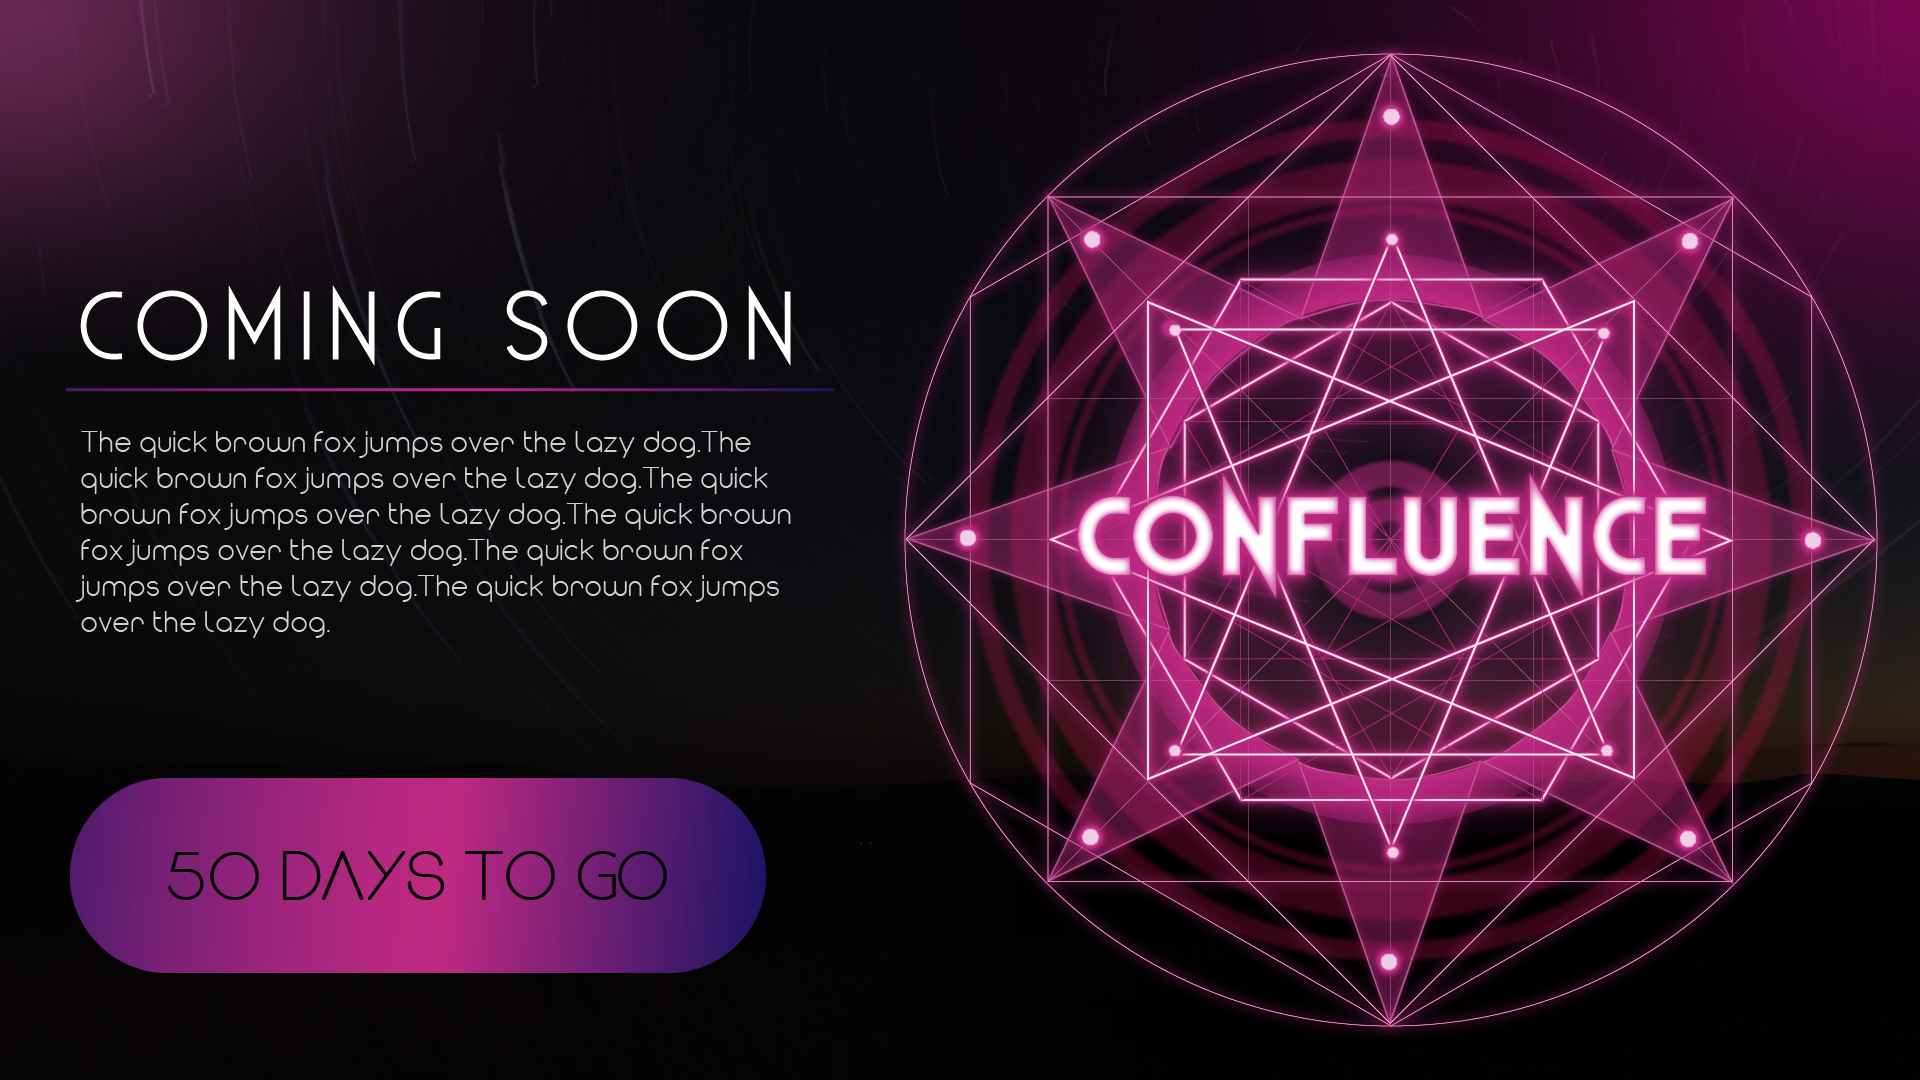 COMING SOON
The quick brown fox jumps over the lazy dog.The
quick brown fox jumps over the lazy dog.The quick
brown fox jumps over the lazy dog.The quick brown
fox jumps over the lazy dog.The quick brown fox
jumps over the lazy dog.The quick brown fox jumps
over the lazy dog.
50 DAYS TO GO
CONFLUENCE